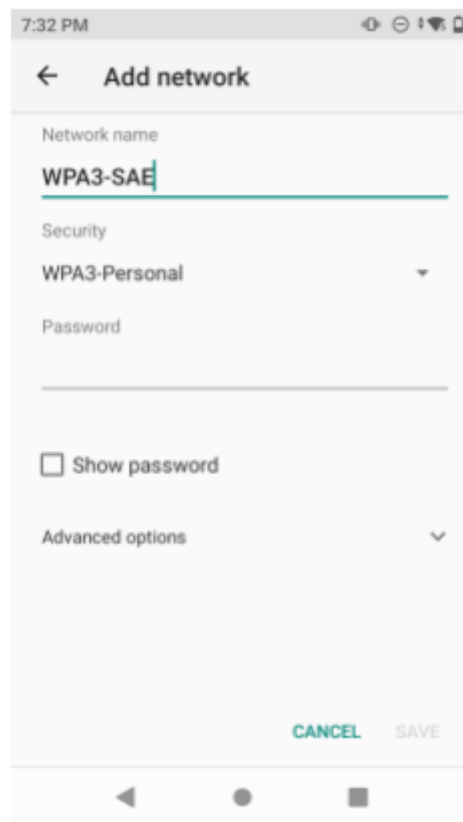 7:32 PM
Add network
Network name
WPA3-SAE
Security
WPA3-Personal
Password
Show password
Advanced options
CANCEL SAVE